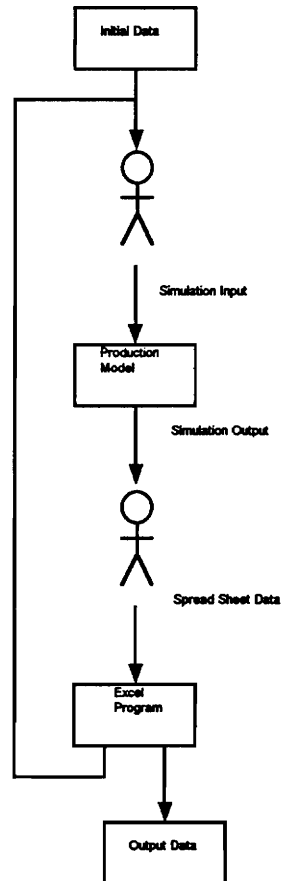 Initial Data
Simulation Input
Production
Model
Simulation Output
Spread Sheet Data
Excel
Program
Output Data